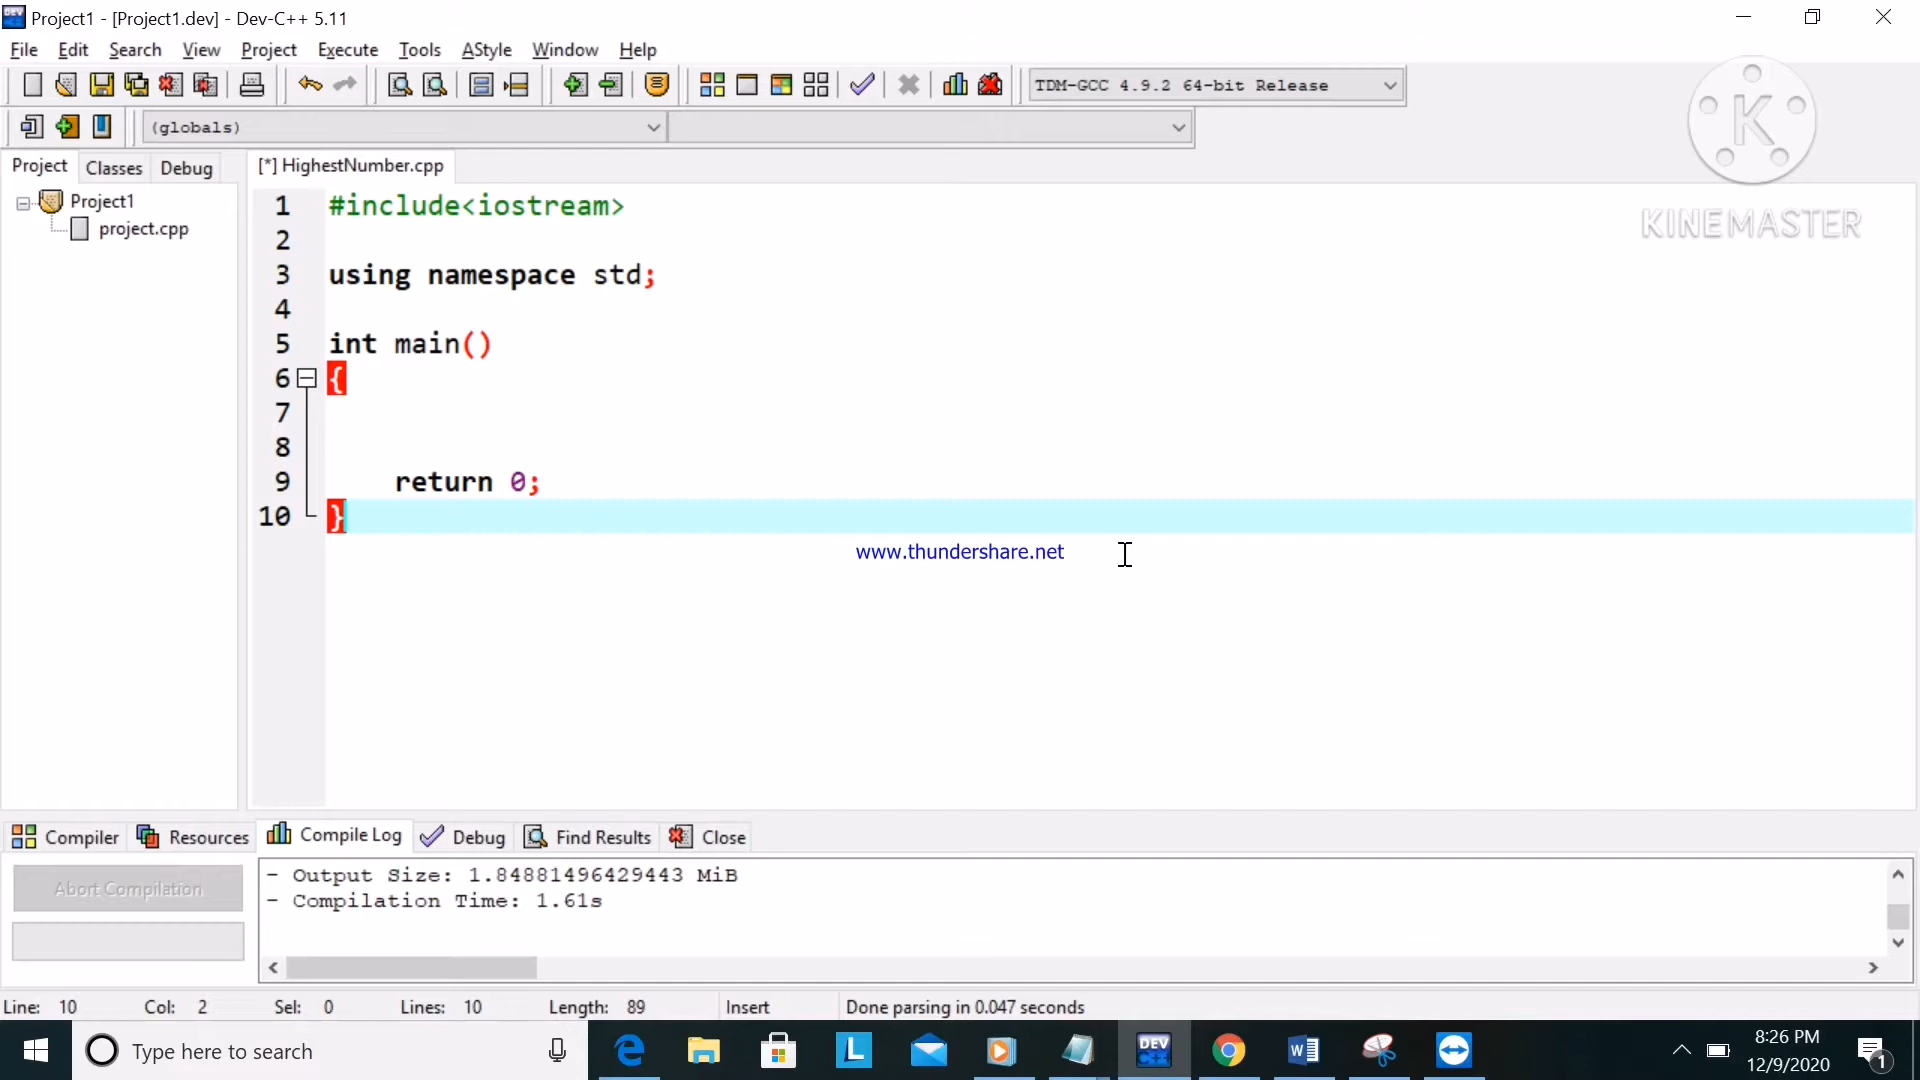 Project1 - [Project1.dev] - Dev-C++ 5.11
File Edit Search View Project Execute Tools AStyle Window Help
TDM-GCC 4.9.2 64-bit Release
(globals)
K
KINEMASTER
Project Classes Debug
[*] HighestNumber.cpp
Project1
project.cpp
1 #include<iostream>
2
3 using namespace std;
4
5 int main()
6 {
7
8
9 return 0;
10 }
www.thundershare.net
Compiler Resources Compile Log Debug Find Results Close
Abort Compilation
- Output Size: 1.84881496429443 MiB
- Compilation Time: 1.61s
Line: 10 Col: 2 Sel: 0 Lines: 10 Length: 89 Insert Done parsing in 0.047 seconds
Type here to search
L
DEV
C++
W
8:26 PM
12/9/2020
1